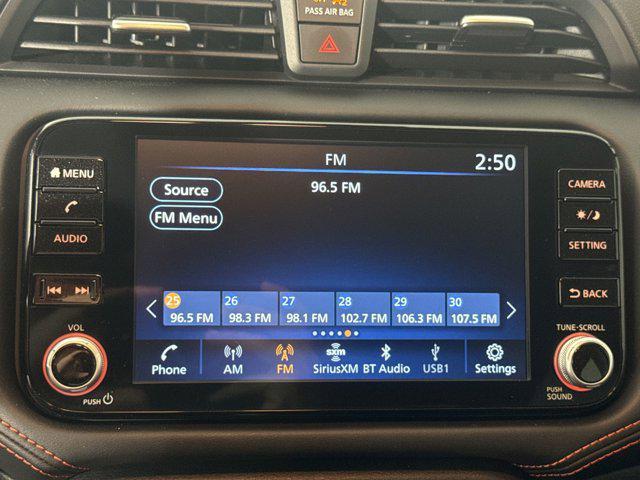 PASS AIR BAG
FM
2:50
MENU
Source
96.5 FM
CAMERA
FM Menu
AUDIO
SETTING
25 26 27 28 29 30
96.5 FM 98.3 FM 98.1 FM 102.7 FM 106.3 FM 107.5 FM
BACK
VOL
TUNE-SCROLL
sxm
Phone AM FM SiriusXM BT Audio USB1 Settings
PUSH
PUSH
SOUND